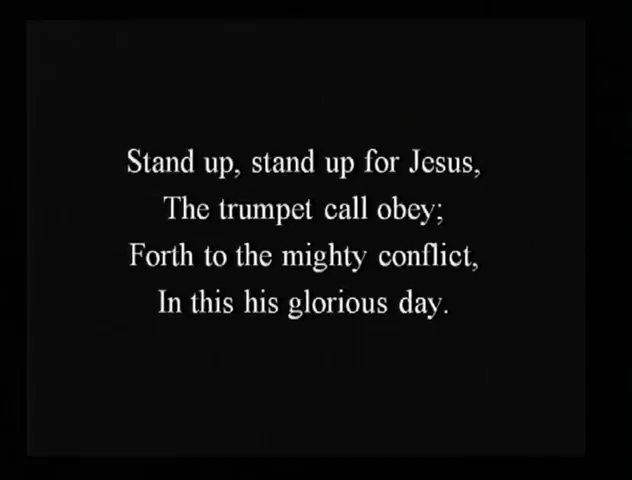 Stand up, stand up for Jesus,
The trumpet call obey;
Forth to the mighty conflict,
In this his glorious day.